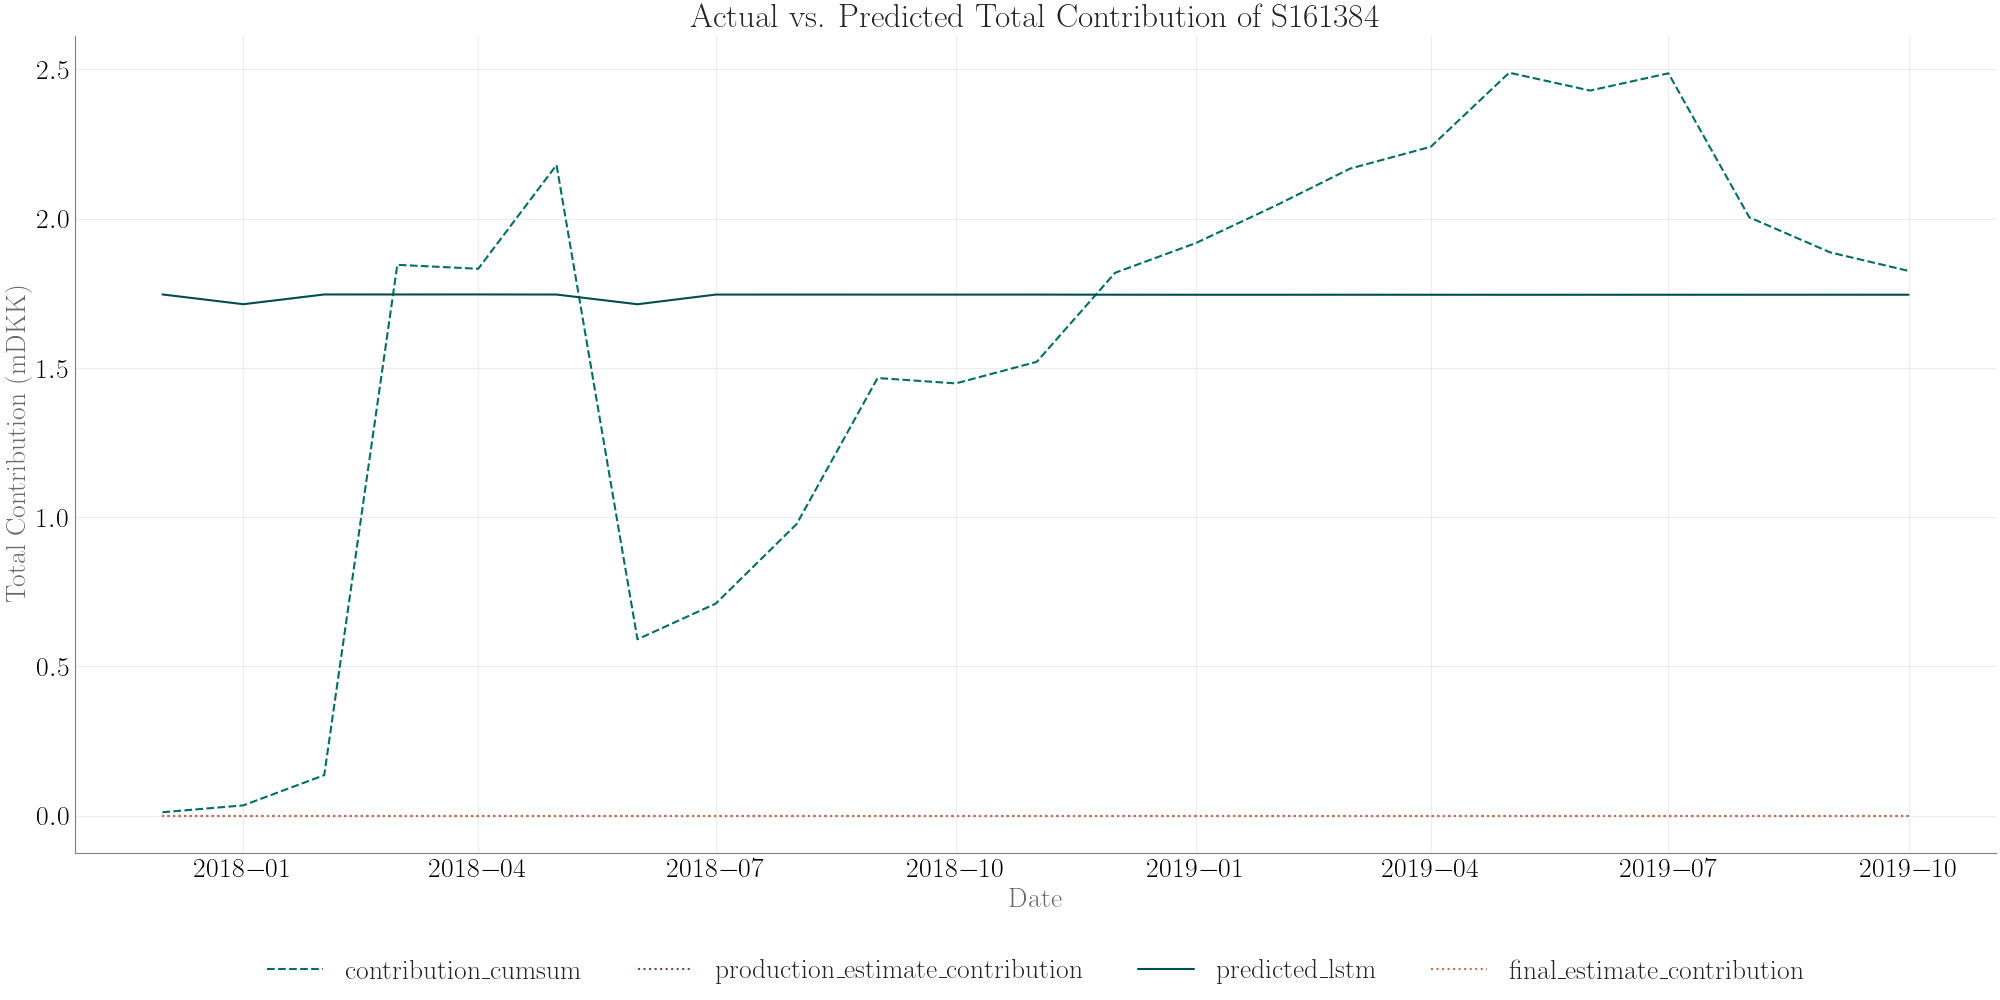 Actual vs. Predicted Total Contribution of S161384
Total Contribution (mDKK)
2.5
2.0
1.5
1.0
0.5
0.0
2018−01 2018−04 2018−07 2018−10 2019−01 2019−04 2019−07 2019−10
Date
contribution_cumsum production_estimate_contribution predicted_lstm final_estimate_contribution